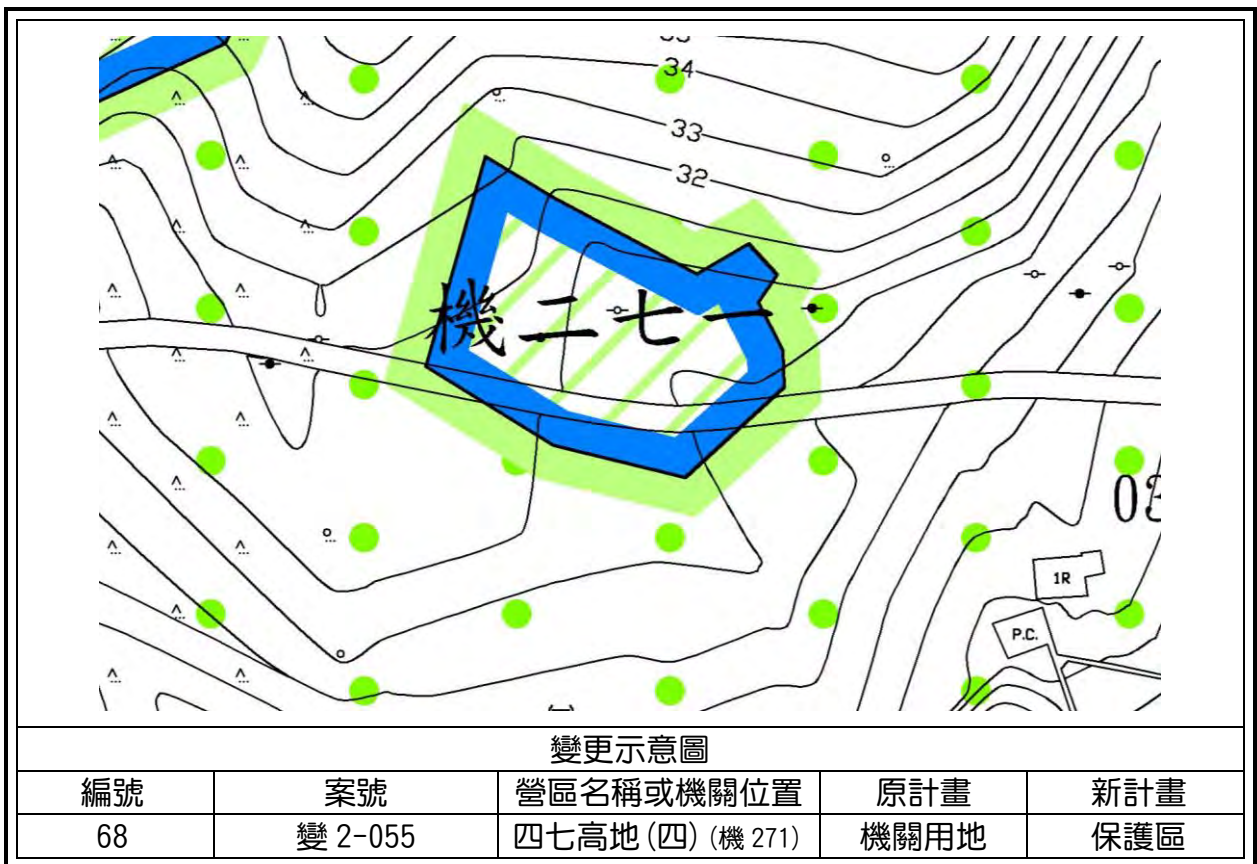 34
33
32
機二七一
1R
P.C.
變更示意圖
編號 案號 營區名稱或機關位置 原計畫 新計畫
68 變 2-055 四七高地(四)(機 271) 機關用地 保護區